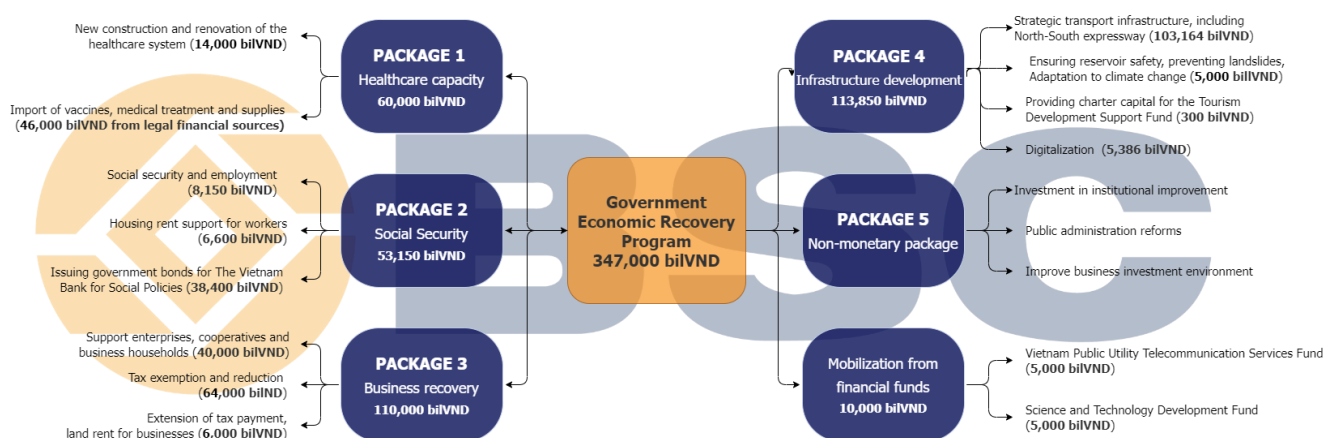 New construction and renovation of
the healthcare system (14,000 bilVND)
Import of vaccines, medical treatment and supplies
(46,000 bilVND from legal financial sources)
PACKAGE 1
Healthcare capacity
60,000 bilVND
Social security and employment
(8,150 bilVND)
Housing rent support for workers
(6,600 bilVND)
Issuing government bonds for The Vietnam
Bank for Social Policies (38,400 bilVND)
PACKAGE 2
Social Security
53,150 bilVND
Support enterprises, cooperatives and
business households (40,000 bilVND)
Tax exemption and reduction
(64,000 bilND)
Extension of tax payment,
land rent for businesses (6,000 bilVND)
PACKAGE 3
Business recovery
110,000 bilVND
Government
Economic Recovery
Program
347,000 bilVND
PACKAGE 4
Infrastructure development
113,850 bilVND
Strategic transport infrastructure, including
North-South expressway (103,164 bilVND)
Ensuring reservoir safety, preventing landslides,
Adaptation to climate change (5,000 billVND)
Providing charter capital for the Tourism
Development Support Fund (300 bilVND)
Digitalization (5,386 bilVND)
PACKAGE 5
Non-monetary package
Investment in institutional improvement
Public administration reforms
Improve business investment environment
Mobilization from
financial funds
10,000 bilVND
Vietnam Public Utility Telecommunication Services Fund
(5,000 bilVND)
Science and Technology Development Fund
(5,000 bilVND)
BSC